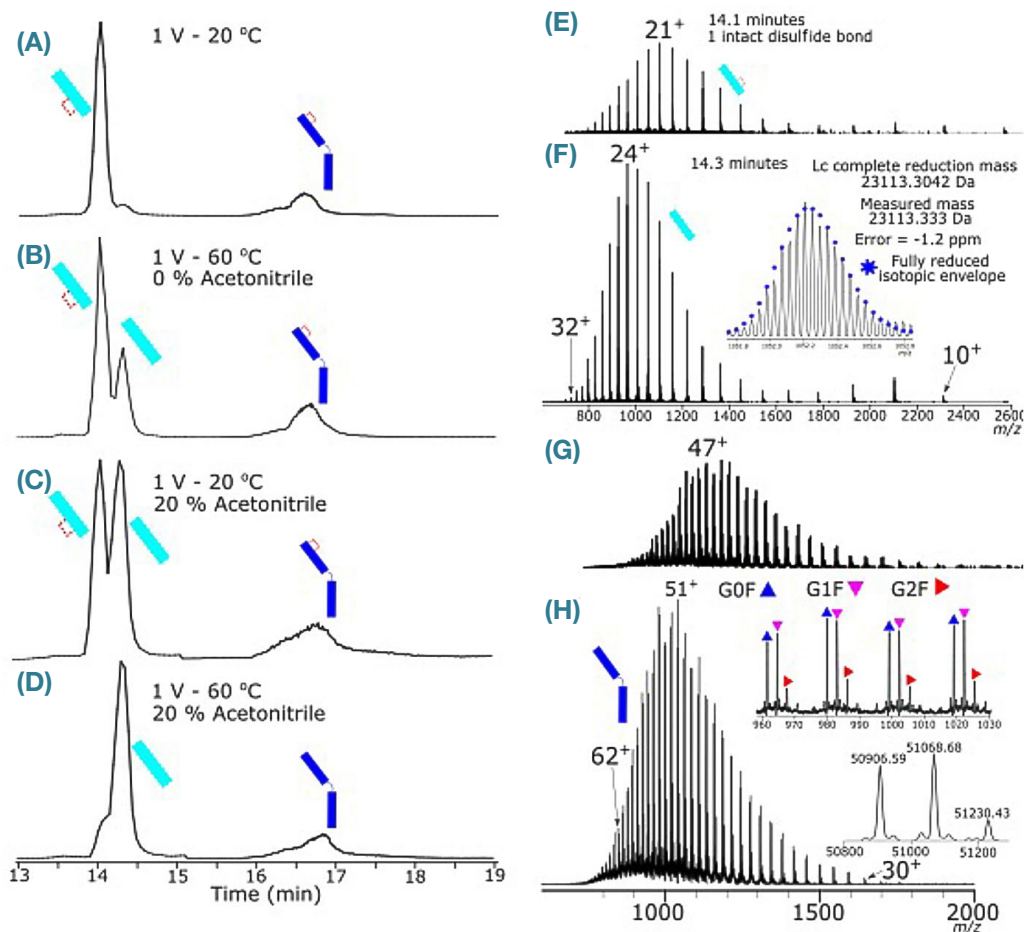 (A)
1 V - 20 ºC
(B)
1 V - 60 ºC
0 % Acetonitrile
(C)
1 V - 20 ºC
20 % Acetonitrile
(D)
1 V - 60 ºC
20 % Acetonitrile
13 14 15 16 17 18 19
Time (min)
(E)
21+
14.1 minutes
1 intact disulfide bond
(F)
24+
14.3 minutes
Lc complete reduction mass
23113.3042 Da
Measured mass
23113.333 Da
Error = -1.2 ppm
Fully reduced
isotopic envelope
32+
10+
800 1000 1200 1400 1600 1800 2000 2200 2400 2600
m/z
(G)
47+
(H)
51+
G0F G1F G2F
960 970 980 990 1000 1010 1020 1030
62+
50906.59
51068.68
51230.43
50800 51000 51200
30+
1000 1500 2000
m/z